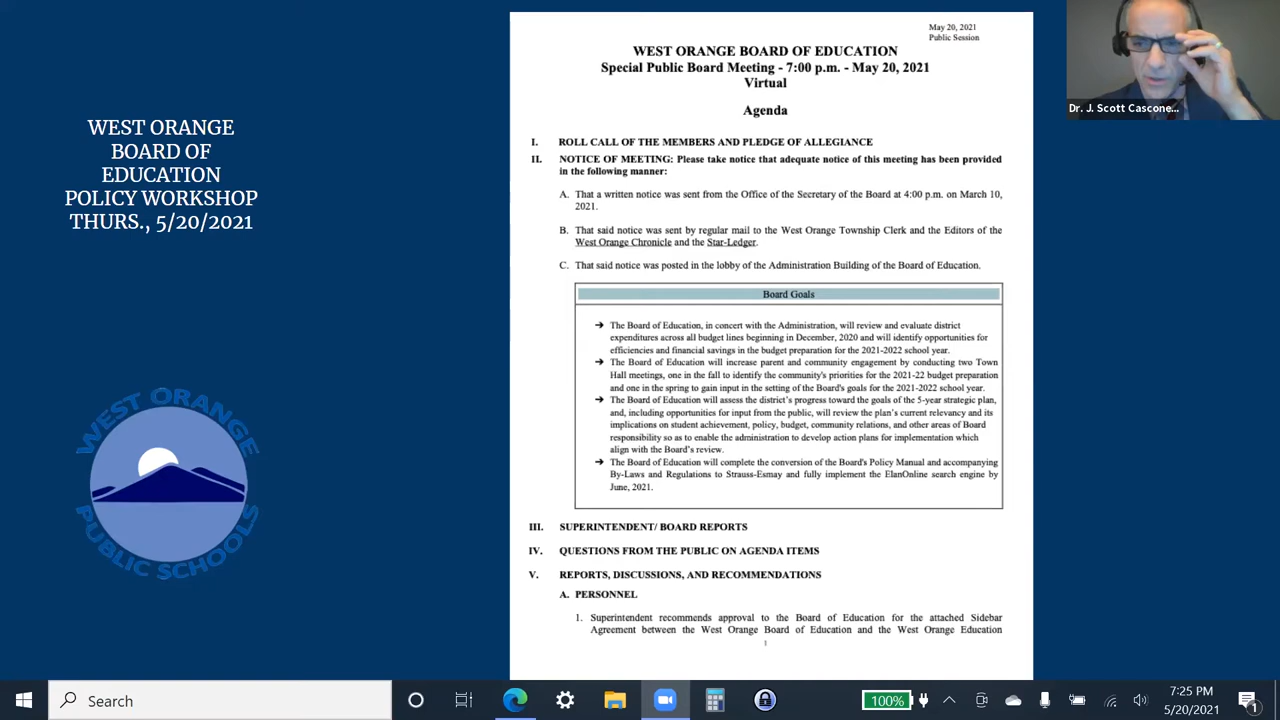 May 20, 2021
Public Session
WEST ORANGE BOARD OF EDUCATION
Special Public Board Meeting - 7:00 p.m. - May 20, 2021
Virtual
Agenda
I. ROLL CALL OF THE MEMBERS AND PLEDGE OF ALLEGIANCE
II. NOTICE OF MEETING: Please take notice that adequate notice of this meeting has been provided
in the following manner:
A. That a written notice was sent from the Office of the Secretary of the Board at 4:00 p.m. on March 10,
2021.
B. That said notice was sent by regular mail to the West Orange Township Clerk and the Editors of the
West Orange Chronicle and the Star-Ledger.
C. That said notice was posted in the lobby of the Administration Building of the Board of Education.
Board Goals
➔ The Board of Education, in concert with the Administration, will review and evaluate district
expenditures across all budget lines beginning in December, 2020 and will identify opportunities for
efficiencies and financial savings in the budget preparation for the 2021-2022 school year.
➔ The Board of Education will increase parent and community engagement by conducting two Town
Hall meetings, one in the fall to identify the community's priorities for the 2021-22 budget preparation
and one in the spring to gain input in the setting of the Board's goals for the 2021-2022 school year.
➔ The Board of Education will assess the district's progress toward the goals of the 5-year strategic plan,
and, including opportunities for input from the public, will review the plan's current relevancy and its
implications on student achievement, policy, budget, community relations, and other areas of Board
responsibility so as to enable the administration to develop action plans for implementation which
align with the Board's review.
➔ The Board of Education will complete the conversion of the Board's Policy Manual and accompanying
By-Laws and Regulations to Strauss-Esmay and fully implement the ElanOnline search engine by
June, 2021.
III. SUPERINTENDENT/ BOARD REPORTS
IV. QUESTIONS FROM THE PUBLIC ON AGENDA ITEMS
V. REPORTS, DISCUSSIONS, AND RECOMMENDATIONS
A. PERSONNEL
1. Superintendent recommends approval to the Board of Education for the attached Sidebar
Agreement between the West Orange Board of Education and the West Orange Education
1
WEST ORANGE
BOARD OF
EDUCATION
POLICY WORKSHOP
THURS., 5/20/2021
WEST ORANGE
PUBLIC SCHOOLS
Dr. J. Scott Cascone...
Search
100%
7:25 PM
5/20/2021
1